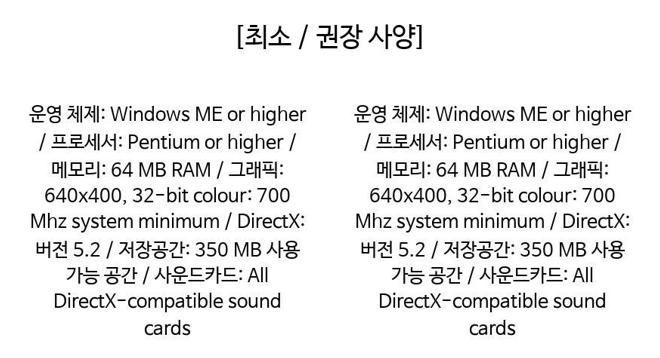 [최소 / 권장 사양]
운영 체제: Windows ME or higher
/ 프로세서: Pentium or higher /
메모리: 64 MB RAM / 그래픽:
640x400, 32-bit colour: 700
Mhz system minimum / DirectX:
버전 5.2 / 저장공간: 350 MB 사용
가능 공간 / 사운드카드: All
DirectX-compatible sound
cards
운영 체제: Windows ME or higher
/ 프로세서: Pentium or higher /
메모리: 64 MB RAM / 그래픽:
640x400, 32-bit colour: 700
Mhz system minimum / DirectX:
버전 5.2 / 저장공간: 350 MB 사용
가능 공간 / 사운드카드: All
DirectX-compatible sound
cards